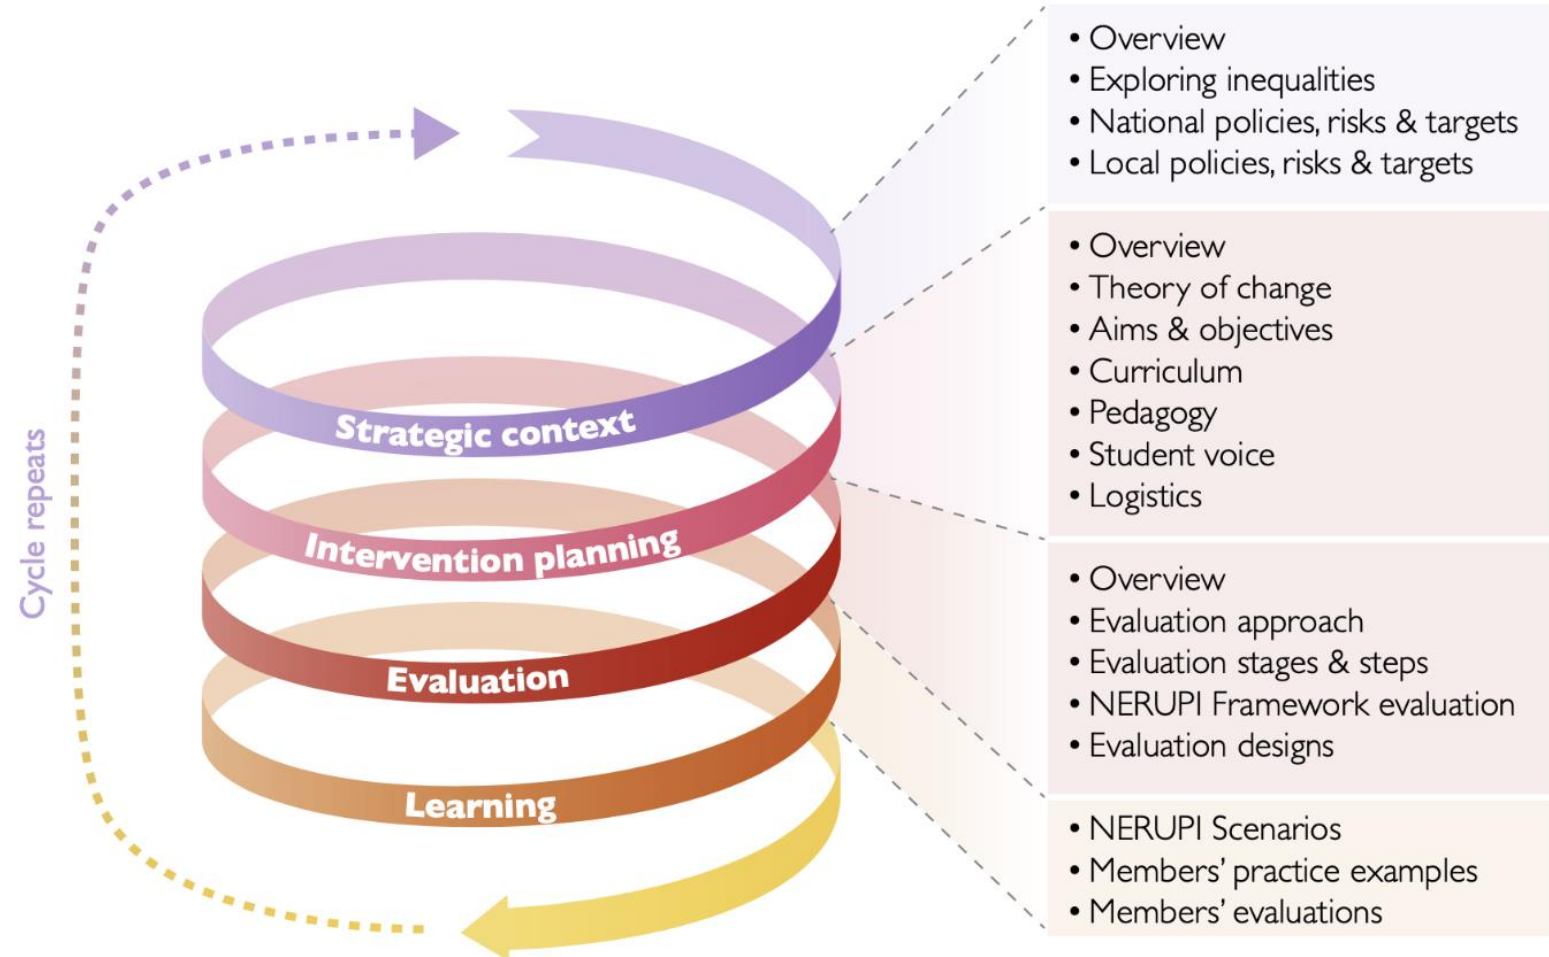 Cycle repeats
Strategic context
Intervention planning
Evaluation
Learning
• Overview
• Exploring inequalities
• National policies, risks & targets
• Local policies, risks & targets
• Overview
• Theory of change
• Aims & objectives
• Curriculum
• Pedagogy
• Student voice
• Logistics
• Overview
• Evaluation approach
• Evaluation stages & steps
• NERUPI Framework evaluation
• Evaluation designs
• NERUPI Scenarios
• Members’ practice examples
• Members’ evaluations